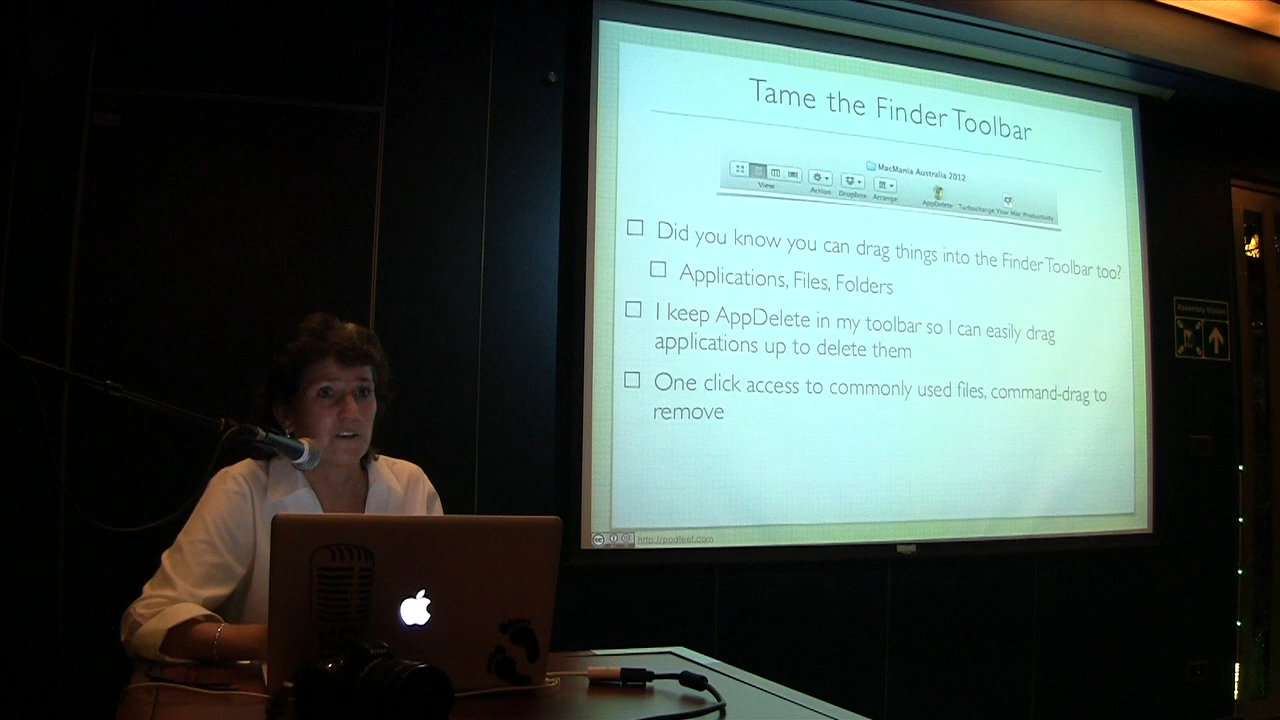 Tame the Finder Toolbar
MacMania Australia 2012
View
Action
Dropbox
Arrange
AppDelete
Turbocharge Your Mac Productivity
Did you know you can drag things into the Finder Toolbar too?
Applications, Files, Folders
I keep AppDelete in my toolbar so I can easily drag
applications up to delete them
One click access to commonly used files, command-drag to
remove
http://podfeet.com
Assembly Station
Nikon